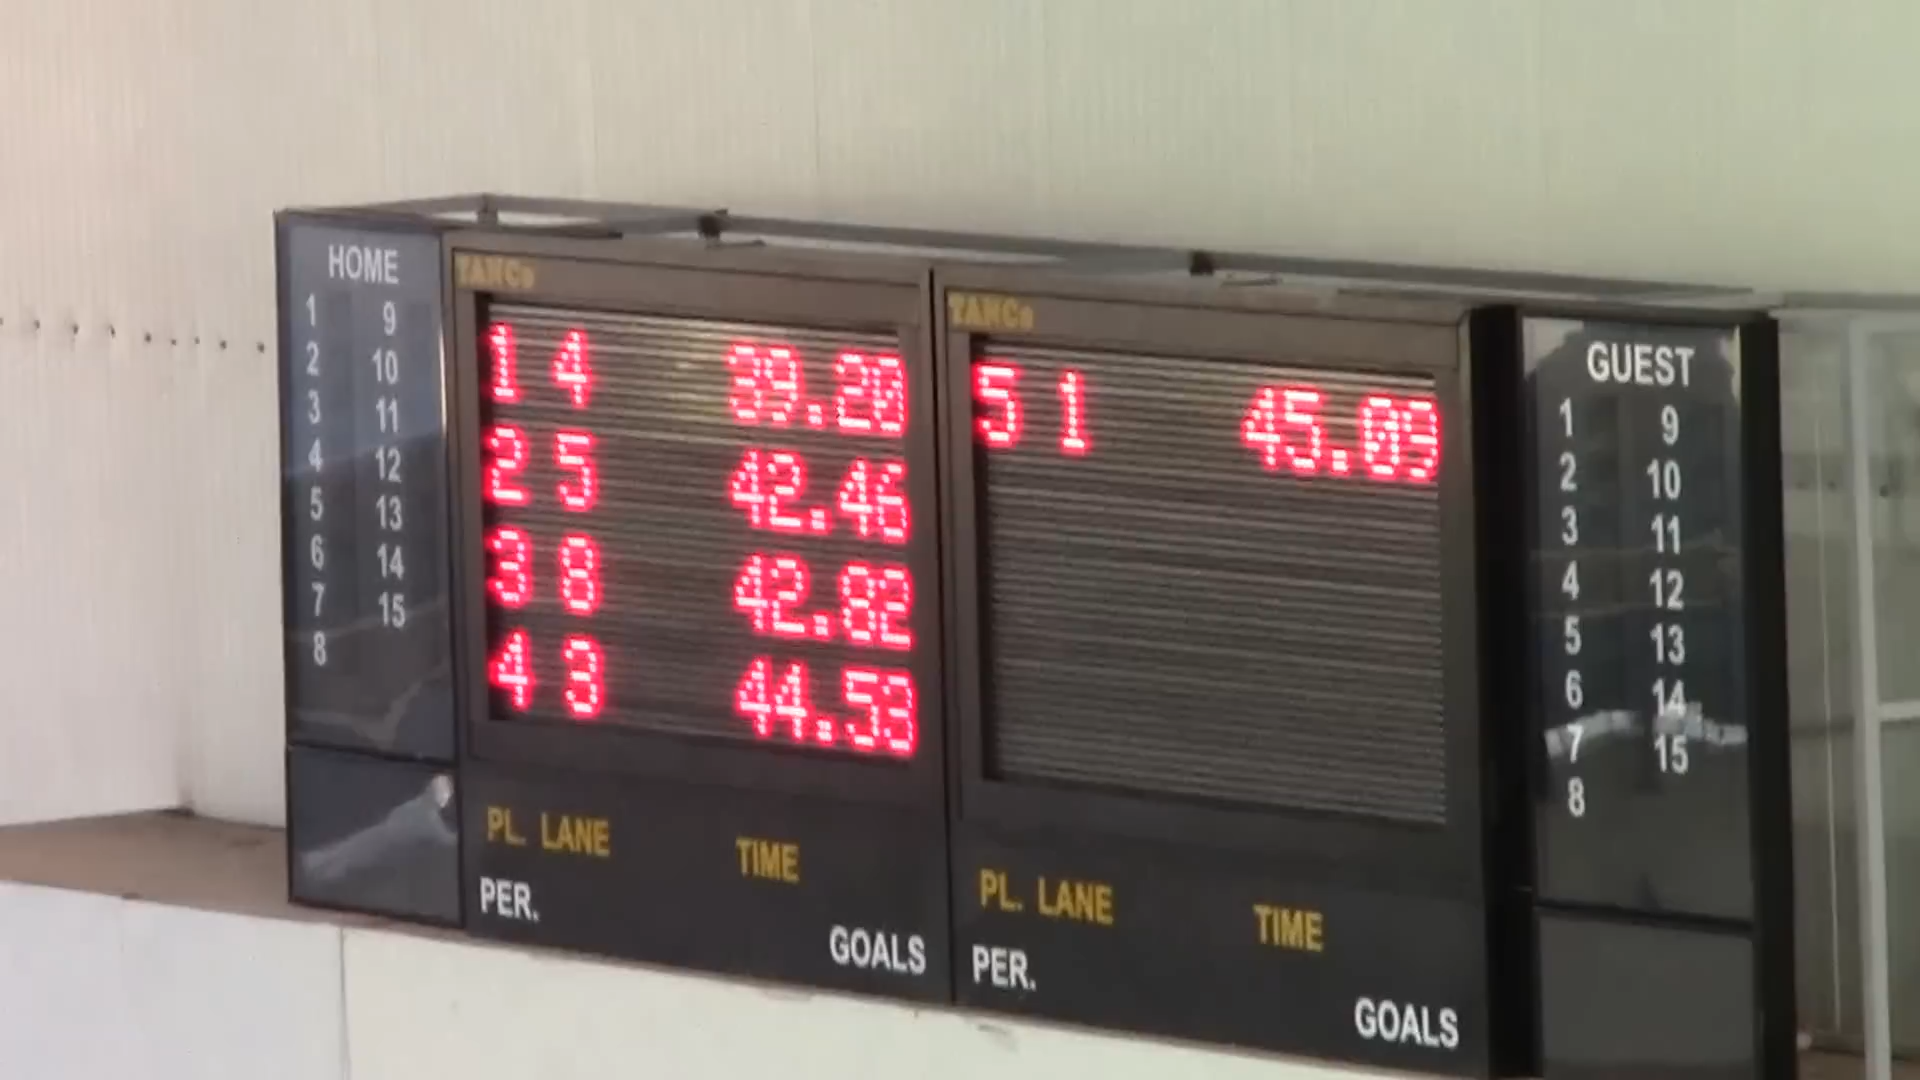 HOME
1 9
2 10
3 11
4 12
5 13
6 14
7 15
8
TANCo
1 4 39.20
2 5 42.46
3 8 42.82
4 3 44.53
PL. LANE TIME
PER.
GOALS
TANCo
5 1 45.09
PL. LANE TIME
PER.
GOALS
GUEST
1 9
2 10
3 11
4 12
5 13
6 14
7 15
8